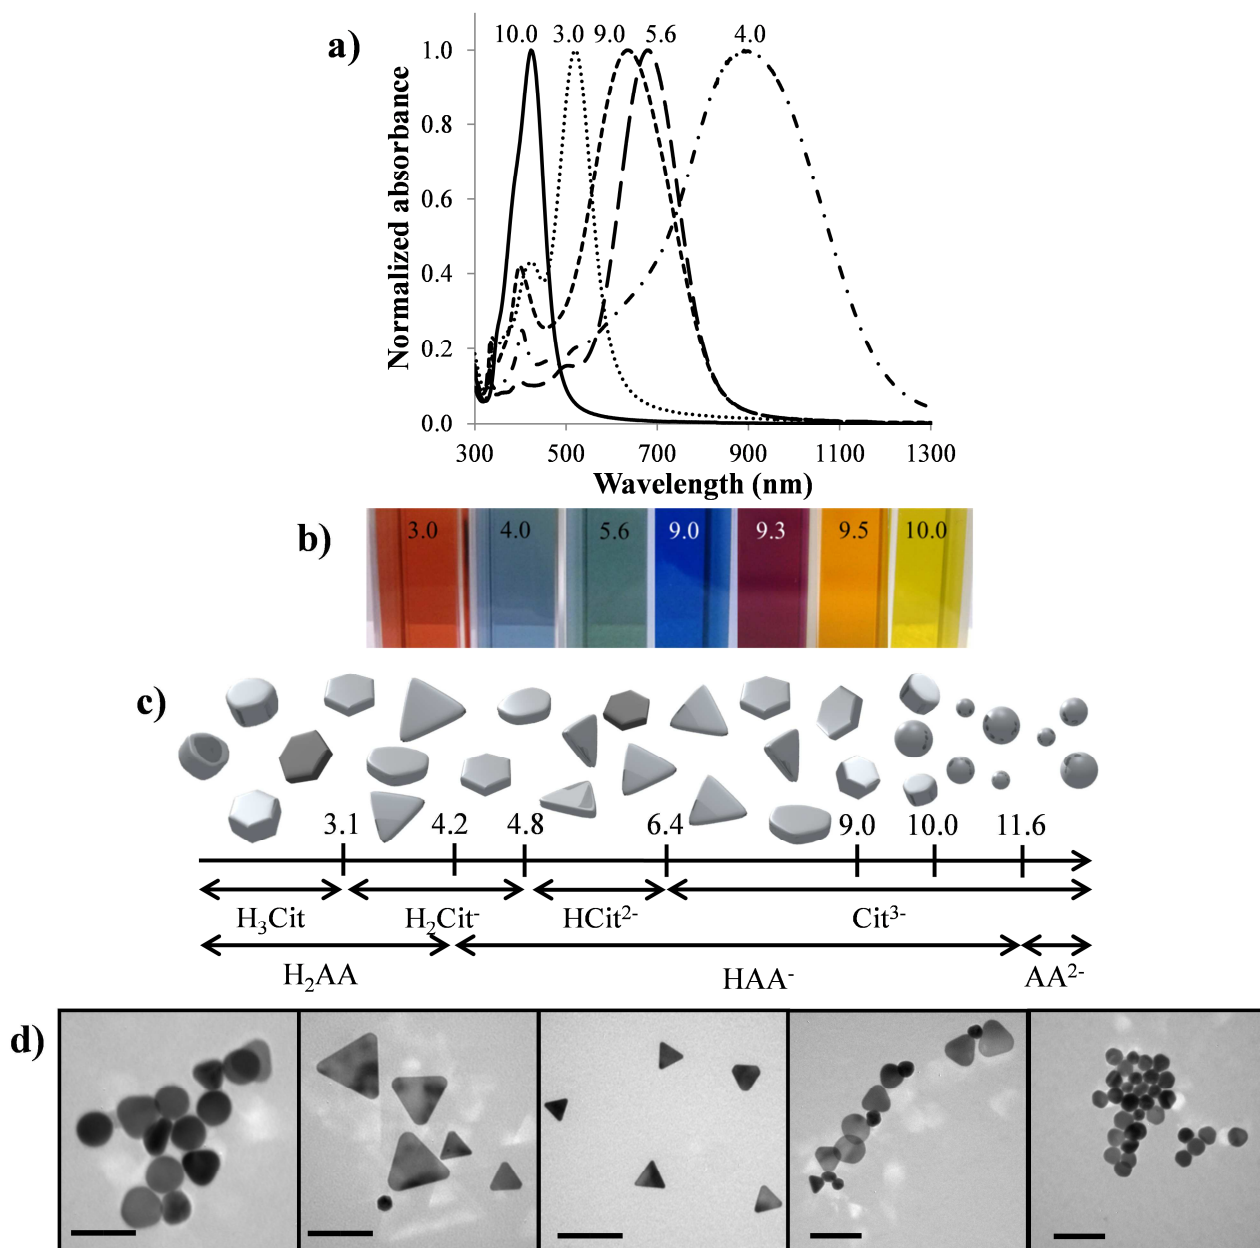 a)
10.0 3.0 9.0 5.6 4.0
Normalized absorbance
1.0
0.8
0.6
0.4
0.2
0.0
300 500 700 900 1100 1300
Wavelength (nm)
b)
3.0 4.0 5.6 9.0 9.3 9.5 10.0
c)
3.1 4.2 4.8 6.4 9.0 10.0 11.6
H₃Cit H₂Cit⁻ HCit²⁻ Cit³⁻
H₂AA HAA⁻ AA²⁻
d)